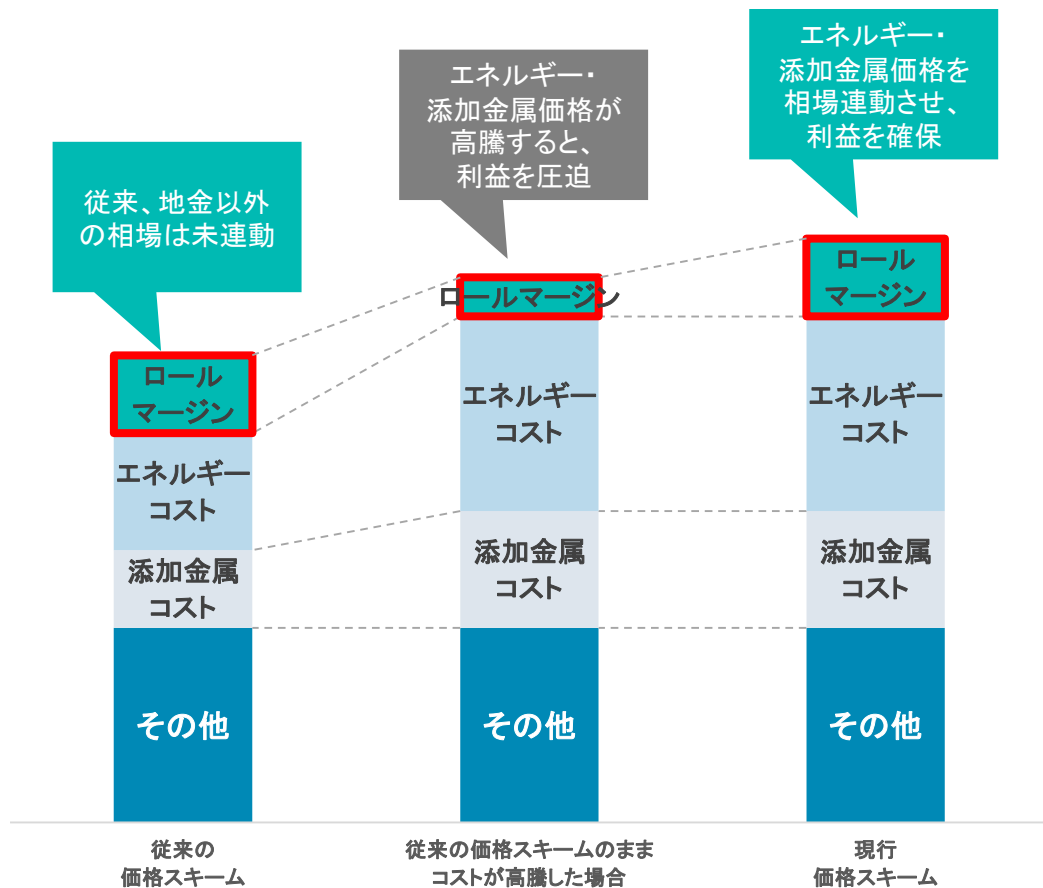 従来、地金以外
の相場は未連動
エネルギー・
添加金属価格が
高騰すると、
利益を圧迫
エネルギー・
添加金属価格を
相場連動させ、
利益を確保
ロール
マージン
エネルギー
コスト
添加金属
コスト
その他
ロールマージン
エネルギー
コスト
添加金属
コスト
その他
ロール
マージン
エネルギー
コスト
添加金属
コスト
その他
従来の
価格スキーム
従来の価格スキームのまま
コストが高騰した場合
現行
価格スキーム